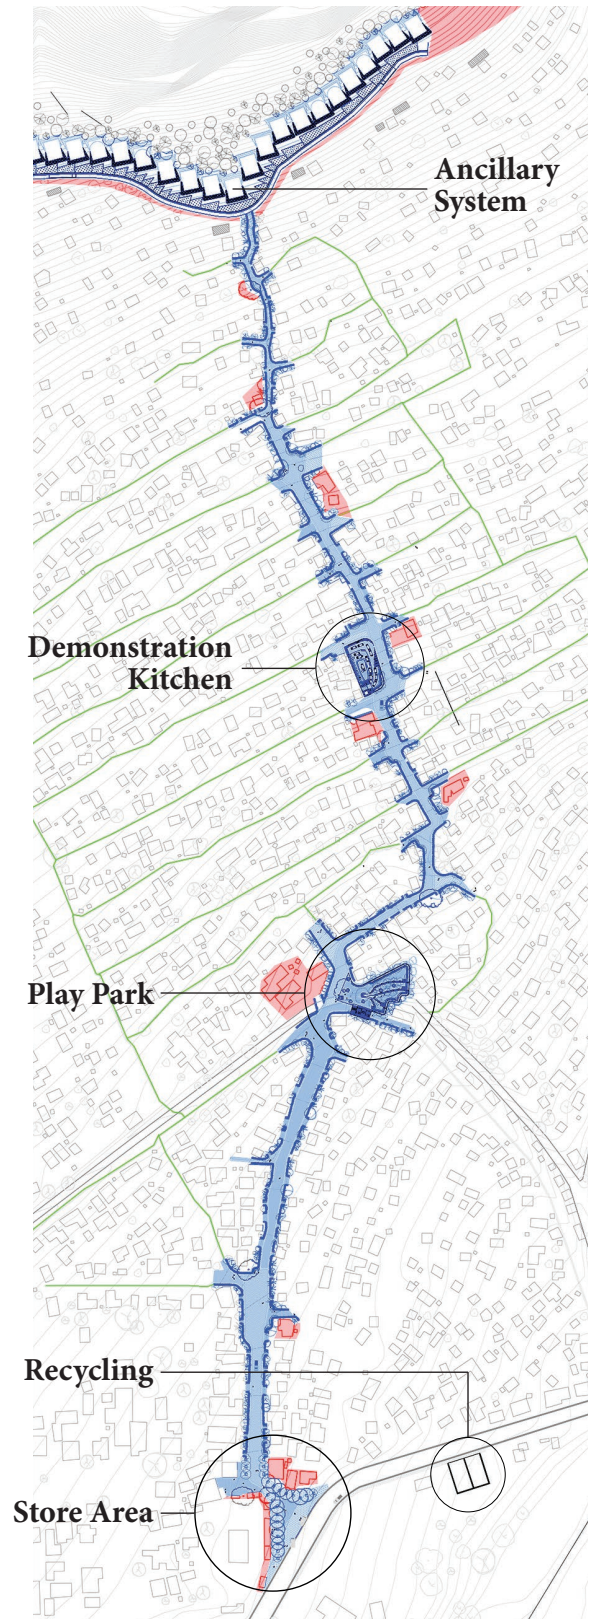 Ancillary
System
Demonstration
Kitchen
Play Park
Recycling
Store Area